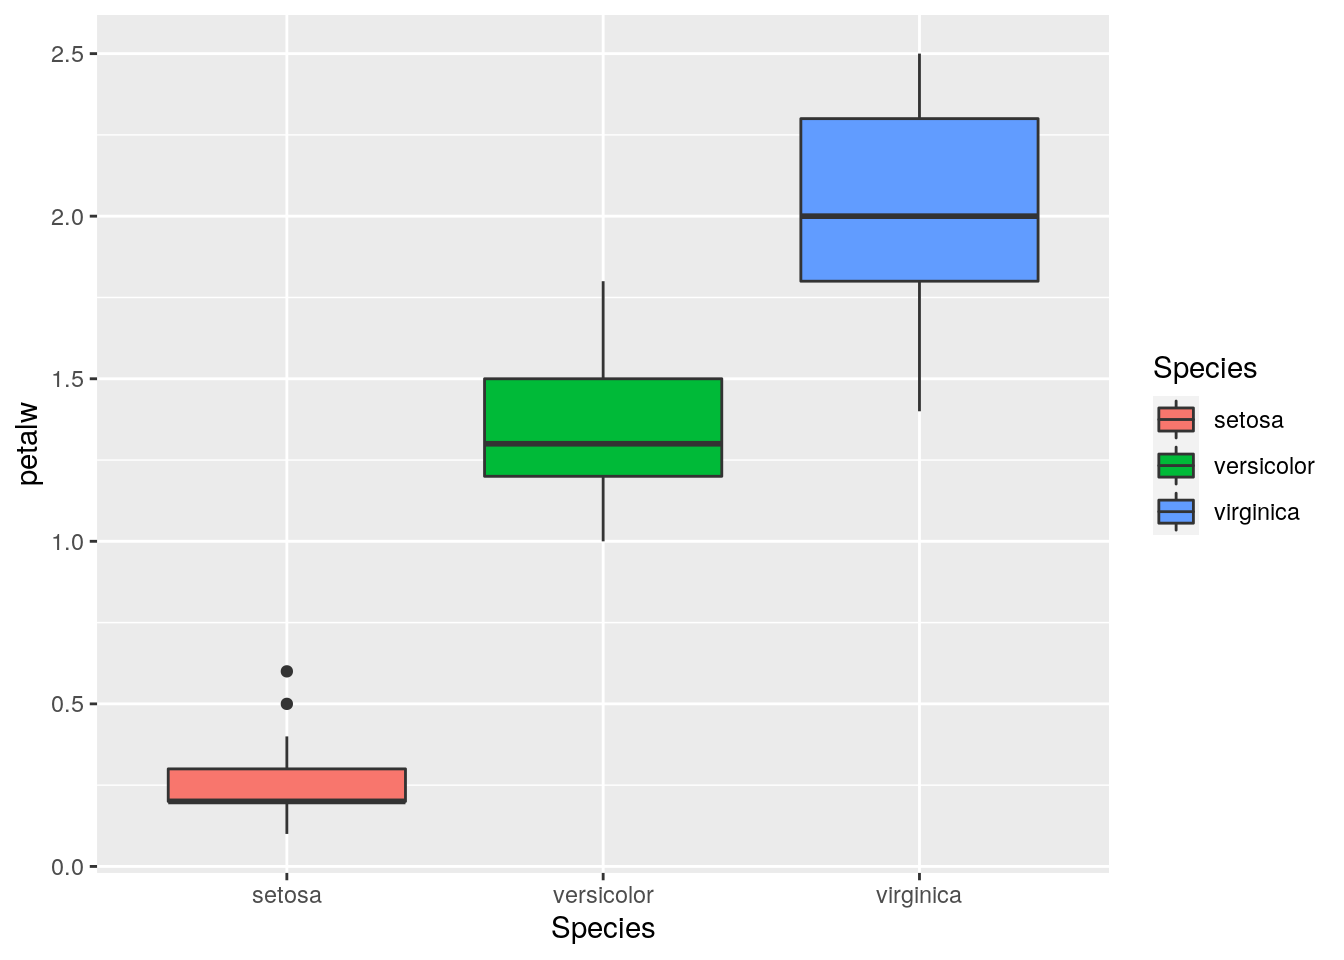 2.5
2.0
1.5
1.0
0.5
0.0
petalw
setosa versicolor virginica
Species
Species
setosa
versicolor
virginica